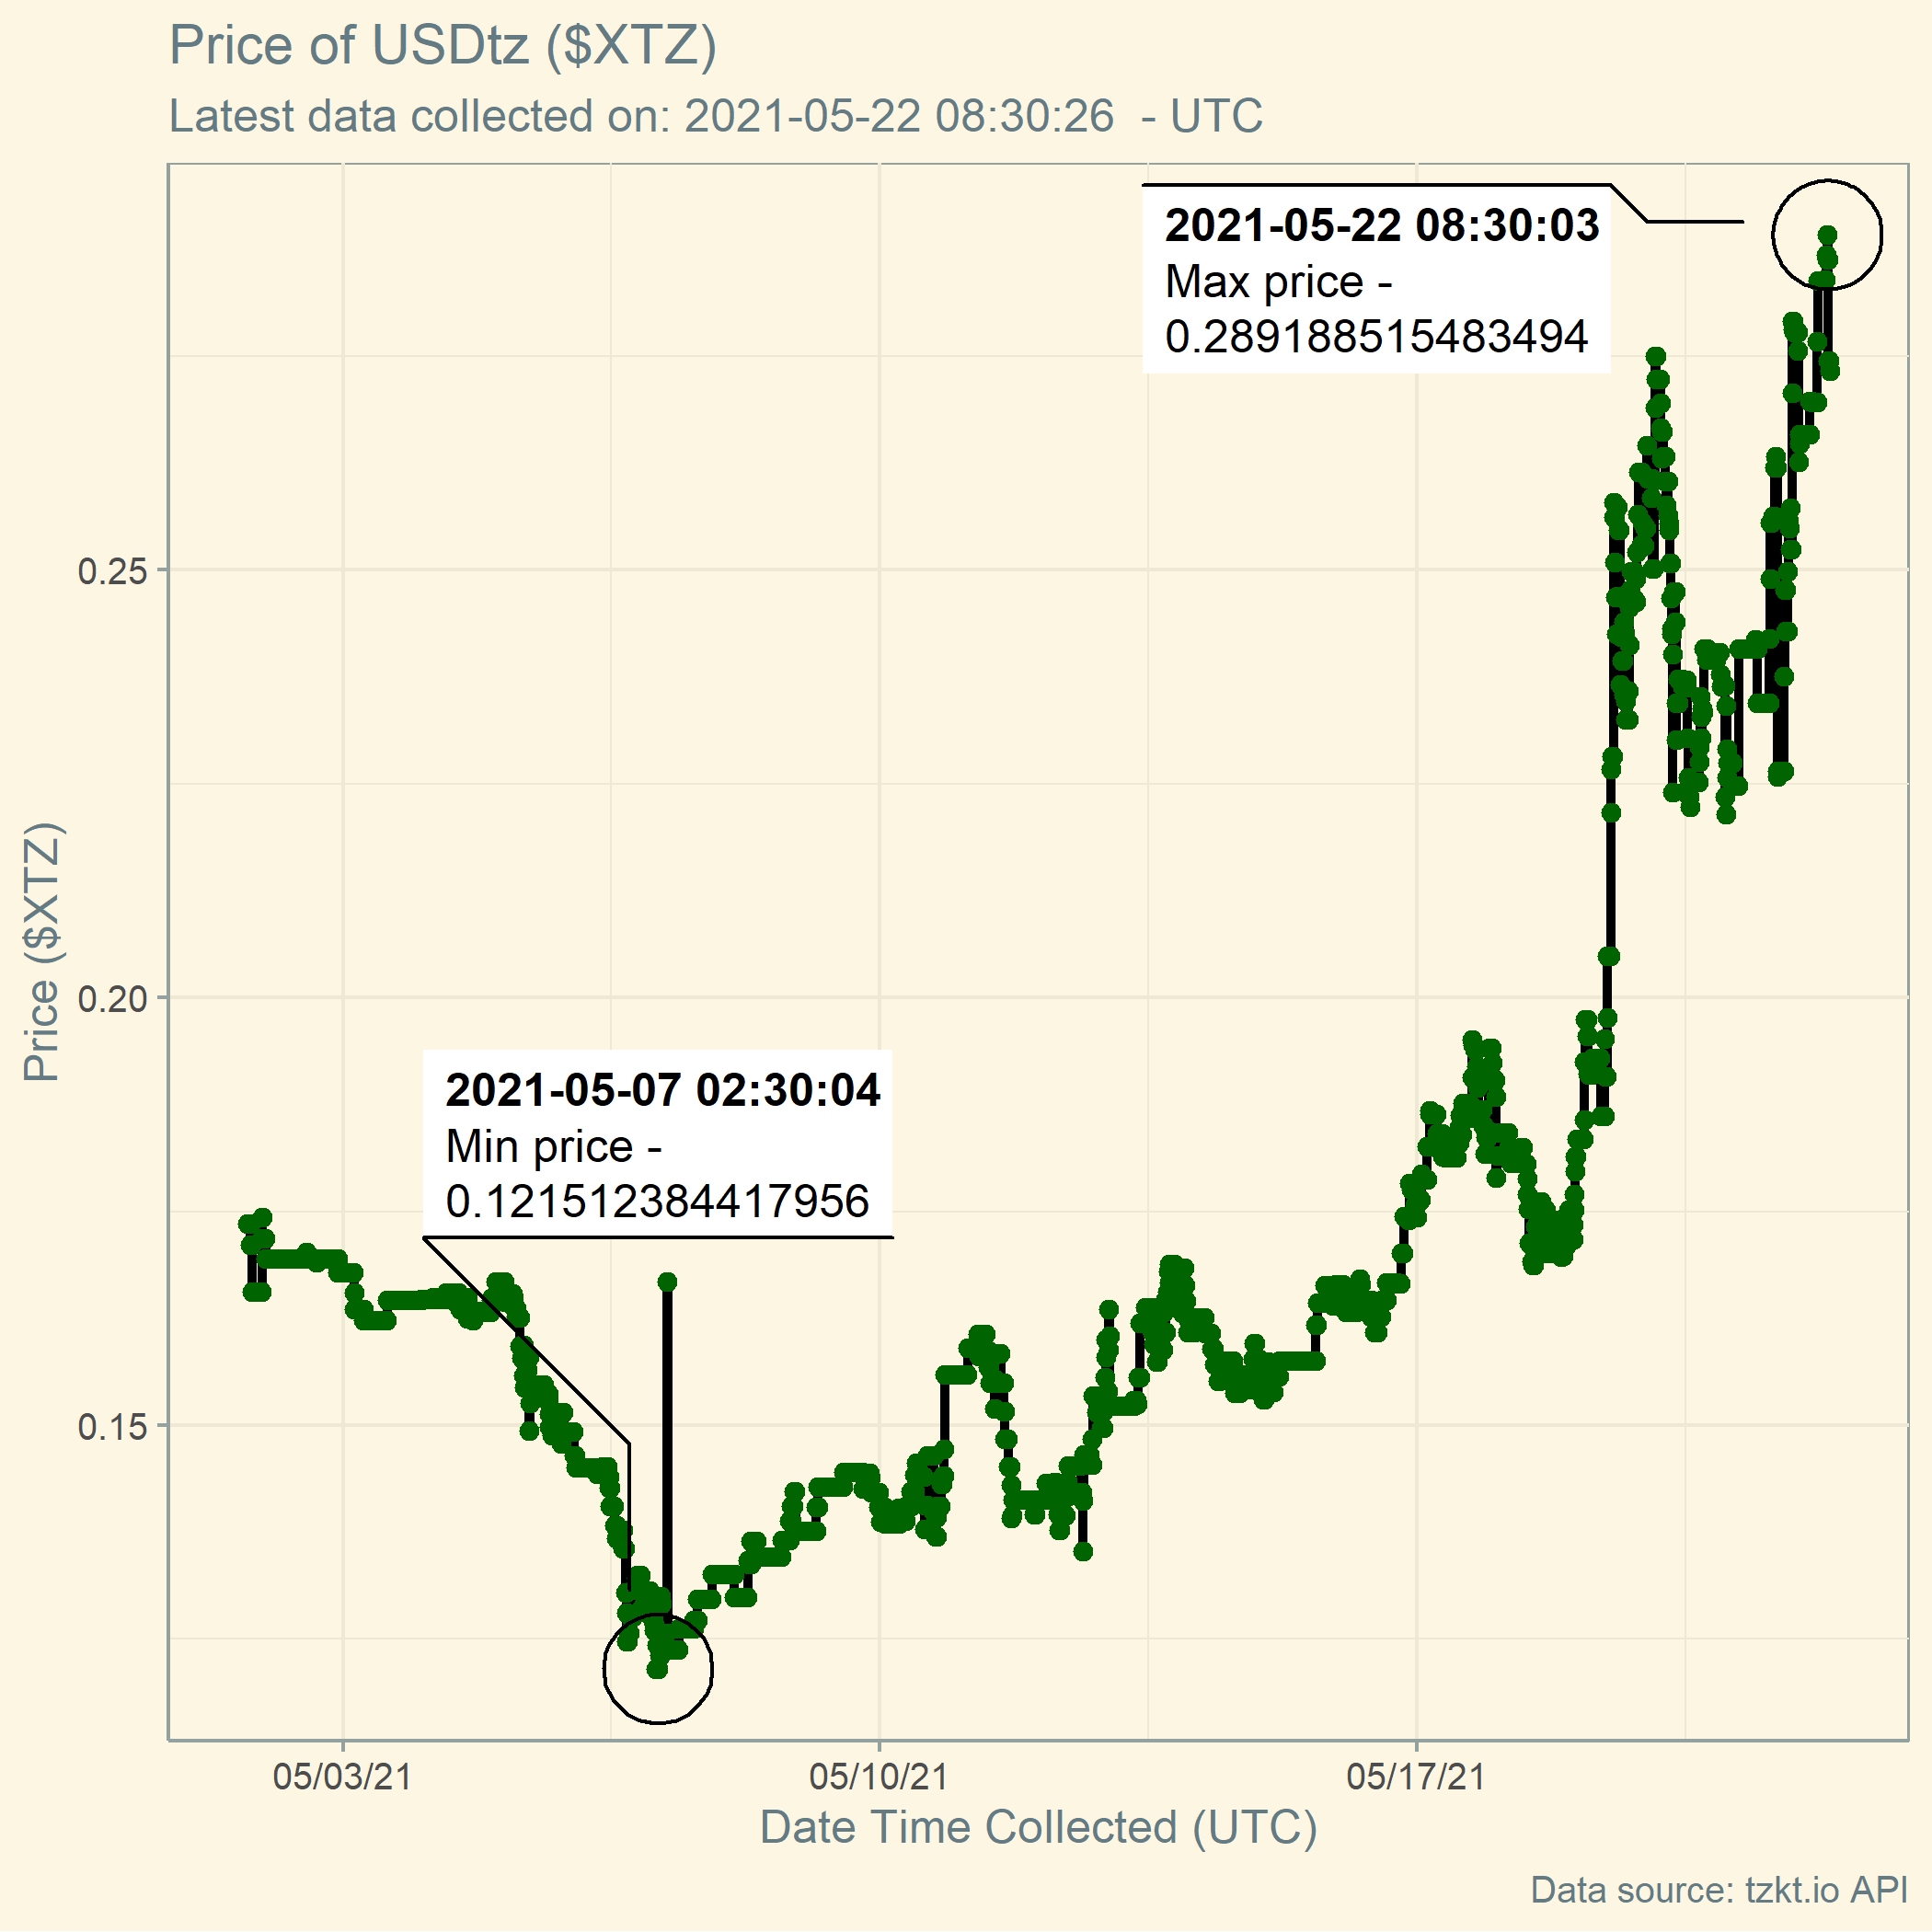 Price of USDtz ($XTZ)
Latest data collected on: 2021-05-22 08:30:26  - UTC
2021-05-22 08:30:03
Max price -
0.289188515483494
0.25
0.20
0.15
Price ($XTZ)
2021-05-07 02:30:04
Min price -
0.121512384417956
05/03/21
05/10/21
05/17/21
Date Time Collected (UTC)
Data source: tzkt.io API